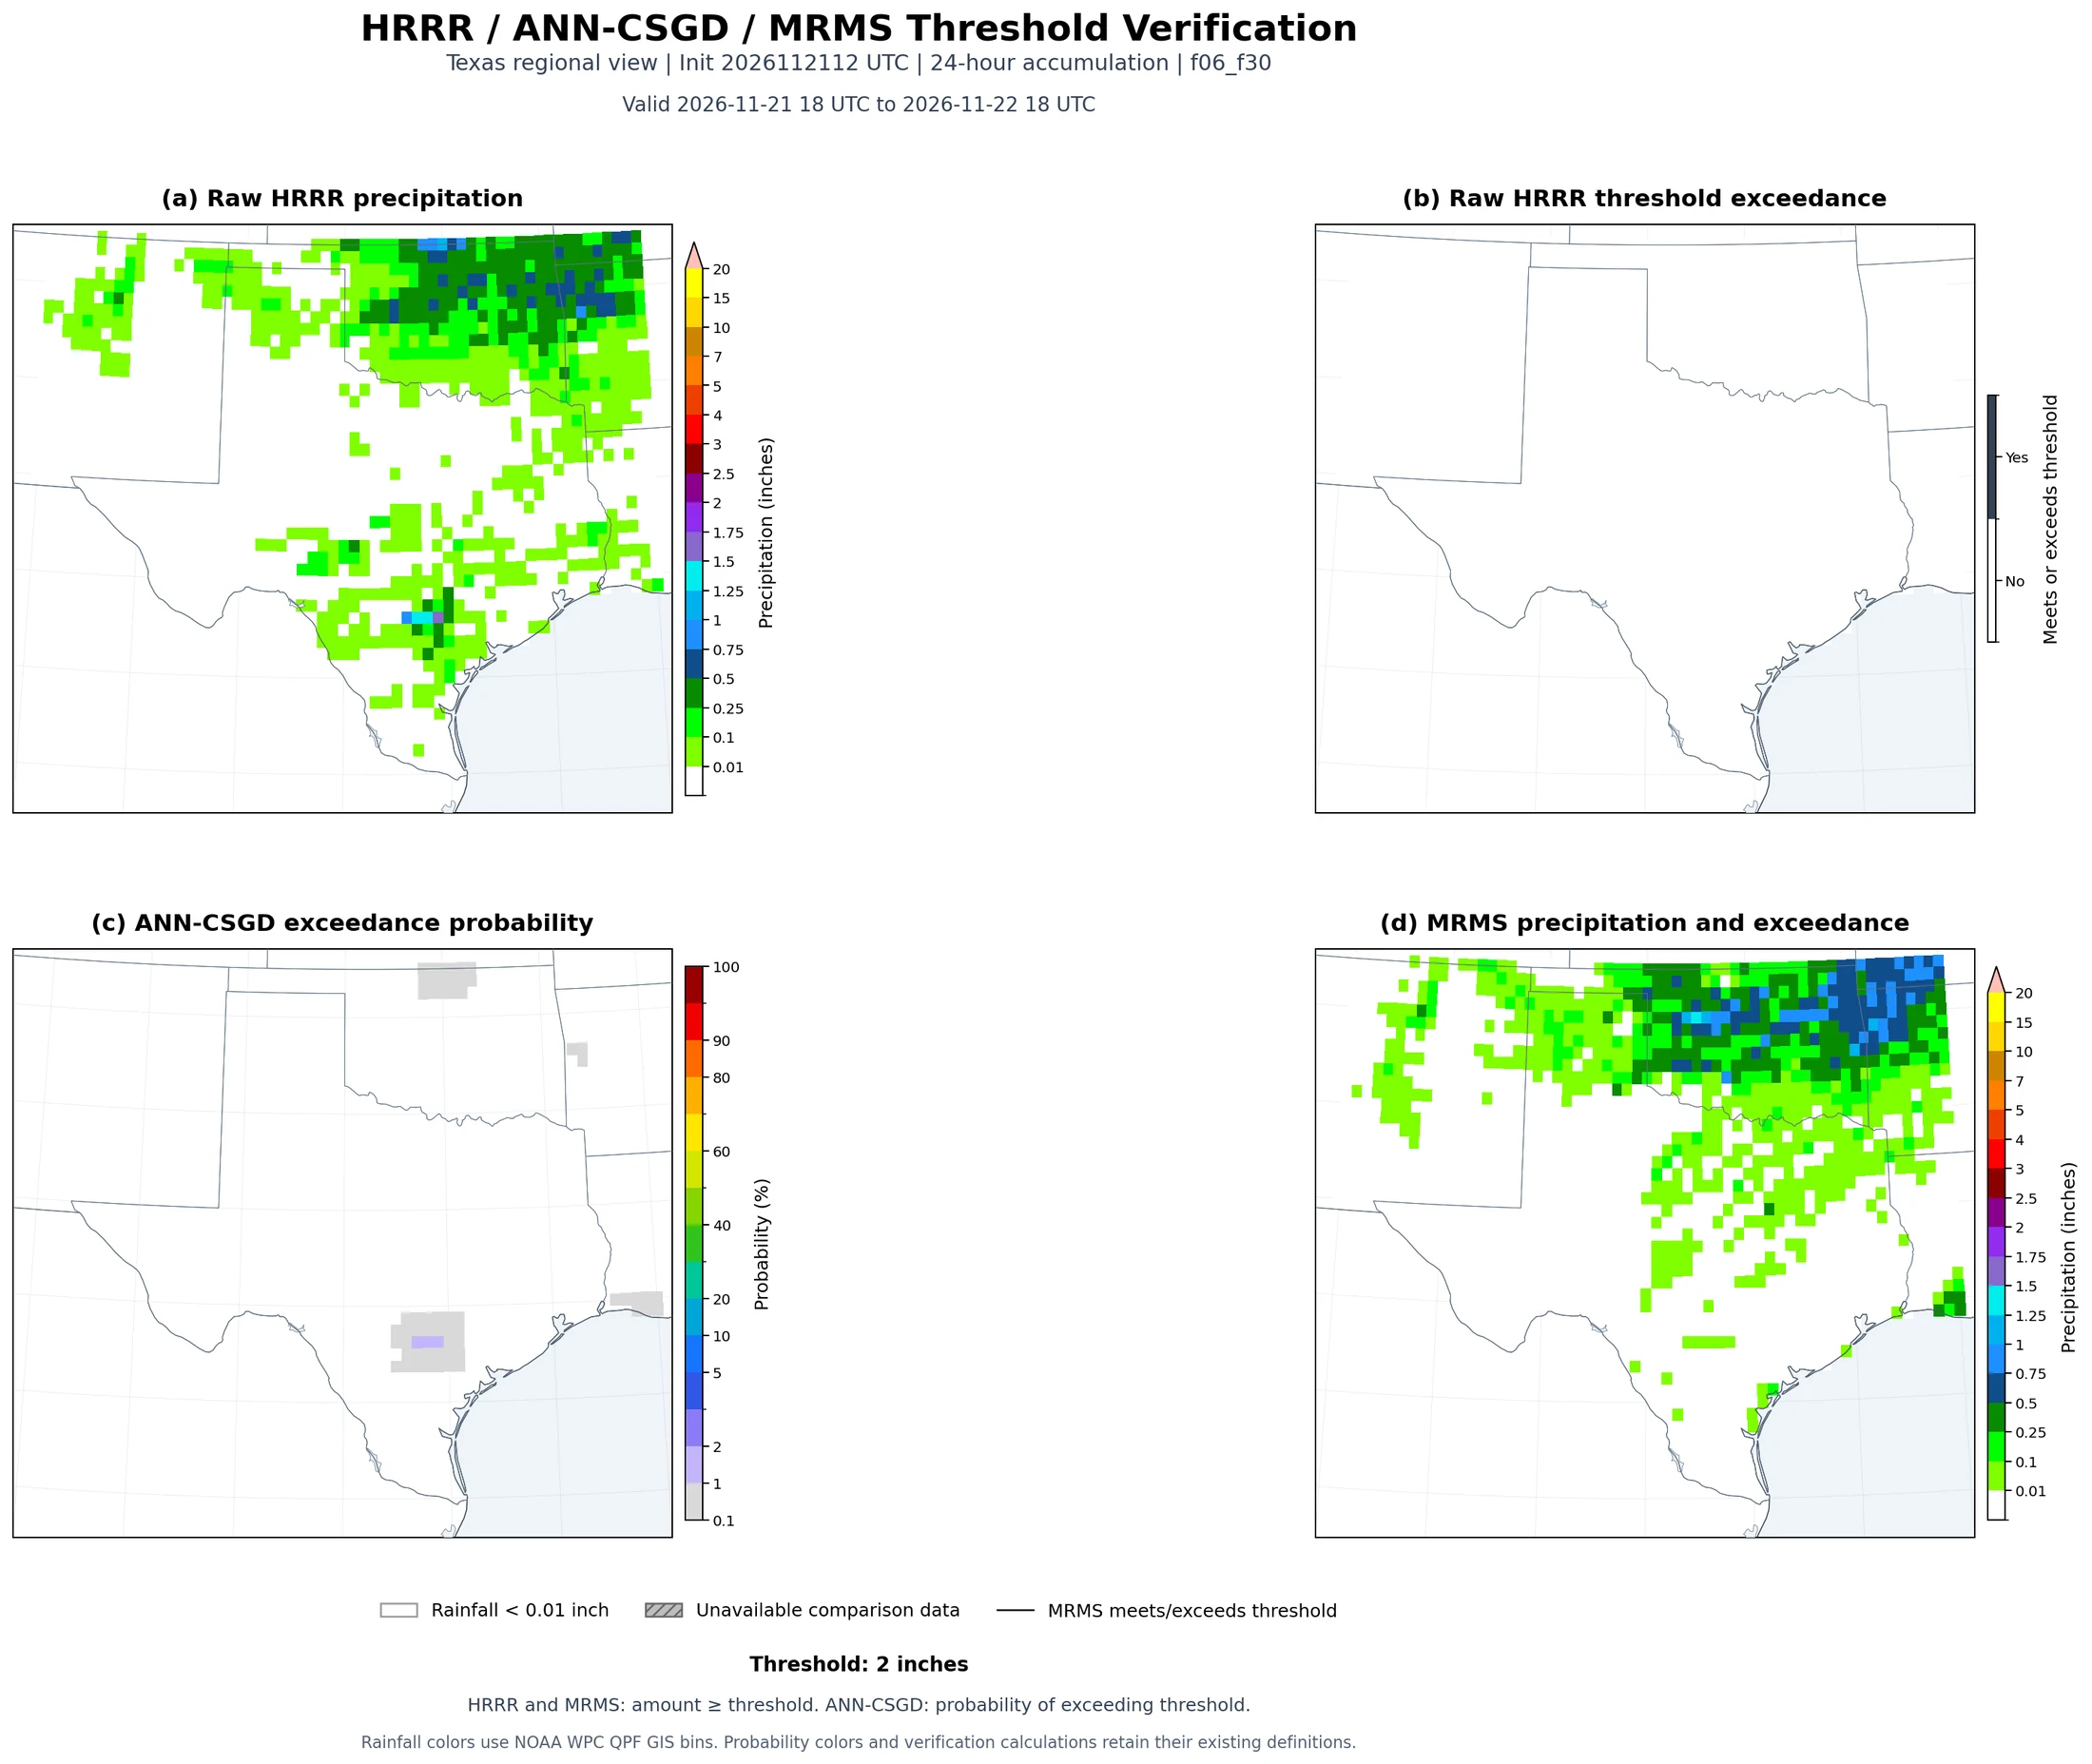 HRRR / ANN-CSGD / MRMS Threshold Verification
Texas regional view | Init 2026112112 UTC | 24-hour accumulation | f06_f30
Valid 2026-11-21 18 UTC to 2026-11-22 18 UTC
(a) Raw HRRR precipitation
20
15
10
7
5
4
3
2.5
2
1.75
1.5
1.25
1
0.75
0.5
0.25
0.1
0.01
Precipitation (inches)
(b) Raw HRRR threshold exceedance
Yes
No
Meets or exceeds threshold
(c) ANN-CSGD exceedance probability
100
90
80
60
40
20
10
5
2
1
0.1
Probability (%)
(d) MRMS precipitation and exceedance
20
15
10
7
5
4
3
2.5
2
1.75
1.5
1.25
1
0.75
0.5
0.25
0.1
0.01
Precipitation (inches)
Rainfall < 0.01 inch
Unavailable comparison data
MRMS meets/exceeds threshold
Threshold: 2 inches
HRRR and MRMS: amount ≥ threshold. ANN-CSGD: probability of exceeding threshold.
Rainfall colors use NOAA WPC QPF GIS bins. Probability colors and verification calculations retain their existing definitions.